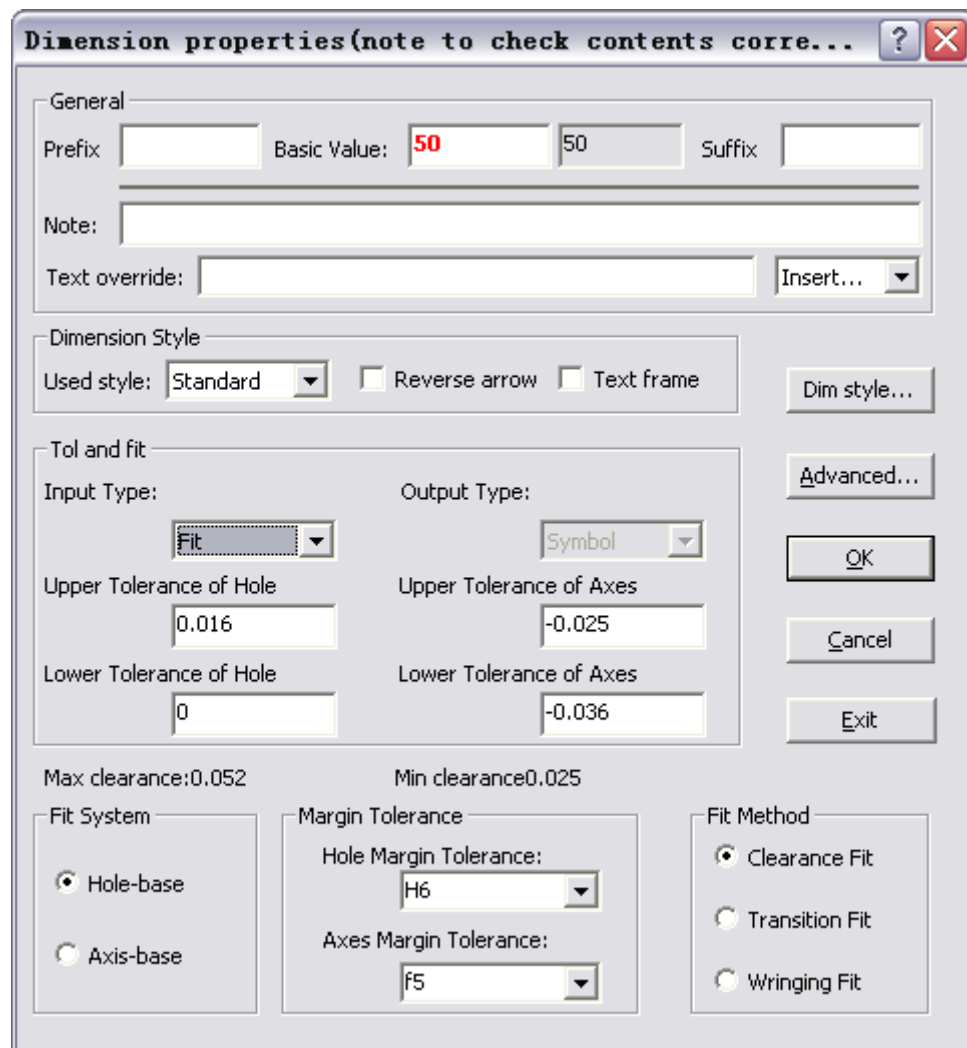 Dimension properties(note to check contents corre...
General
Prefix Basic Value: 50 50 Suffix
Note:
Text override: Insert...
Dimension Style
Used style: Standard Reverse arrow Text frame
Dim style...
Tol and fit
Advanced...
Input Type: Output Type:
Fit Symbol
OK
Upper Tolerance of Hole Upper Tolerance of Axes
0.016 -0.025
Cancel
Lower Tolerance of Hole Lower Tolerance of Axes
0 -0.036
Exit
Max clearance:0.052 Min clearance0.025
Fit System Margin Tolerance Fit Method
Hole Margin Tolerance: Clearance Fit
Hole-base H6
Transition Fit
Axes Margin Tolerance:
Axis-base
f5 Wringing Fit